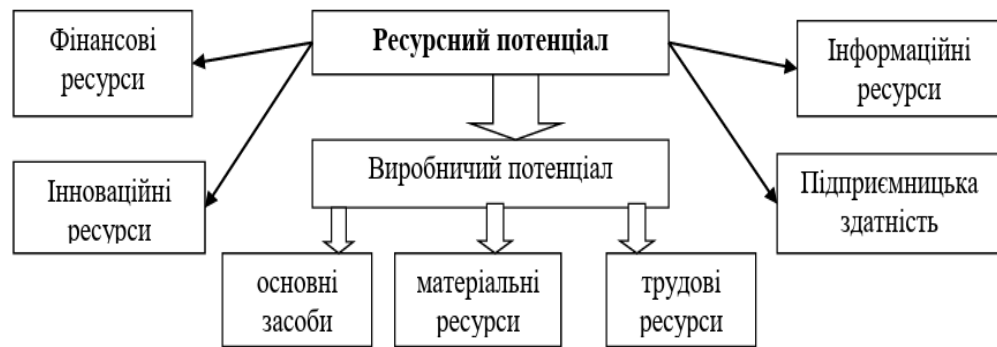 Фінансові
ресурси
Ресурсний потенціал
Інформаційні
ресурси
Виробничий потенціал
Інноваційні
ресурси
Підприємницька
здатність
основні
засоби
матеріальні
ресурси
трудові
ресурси